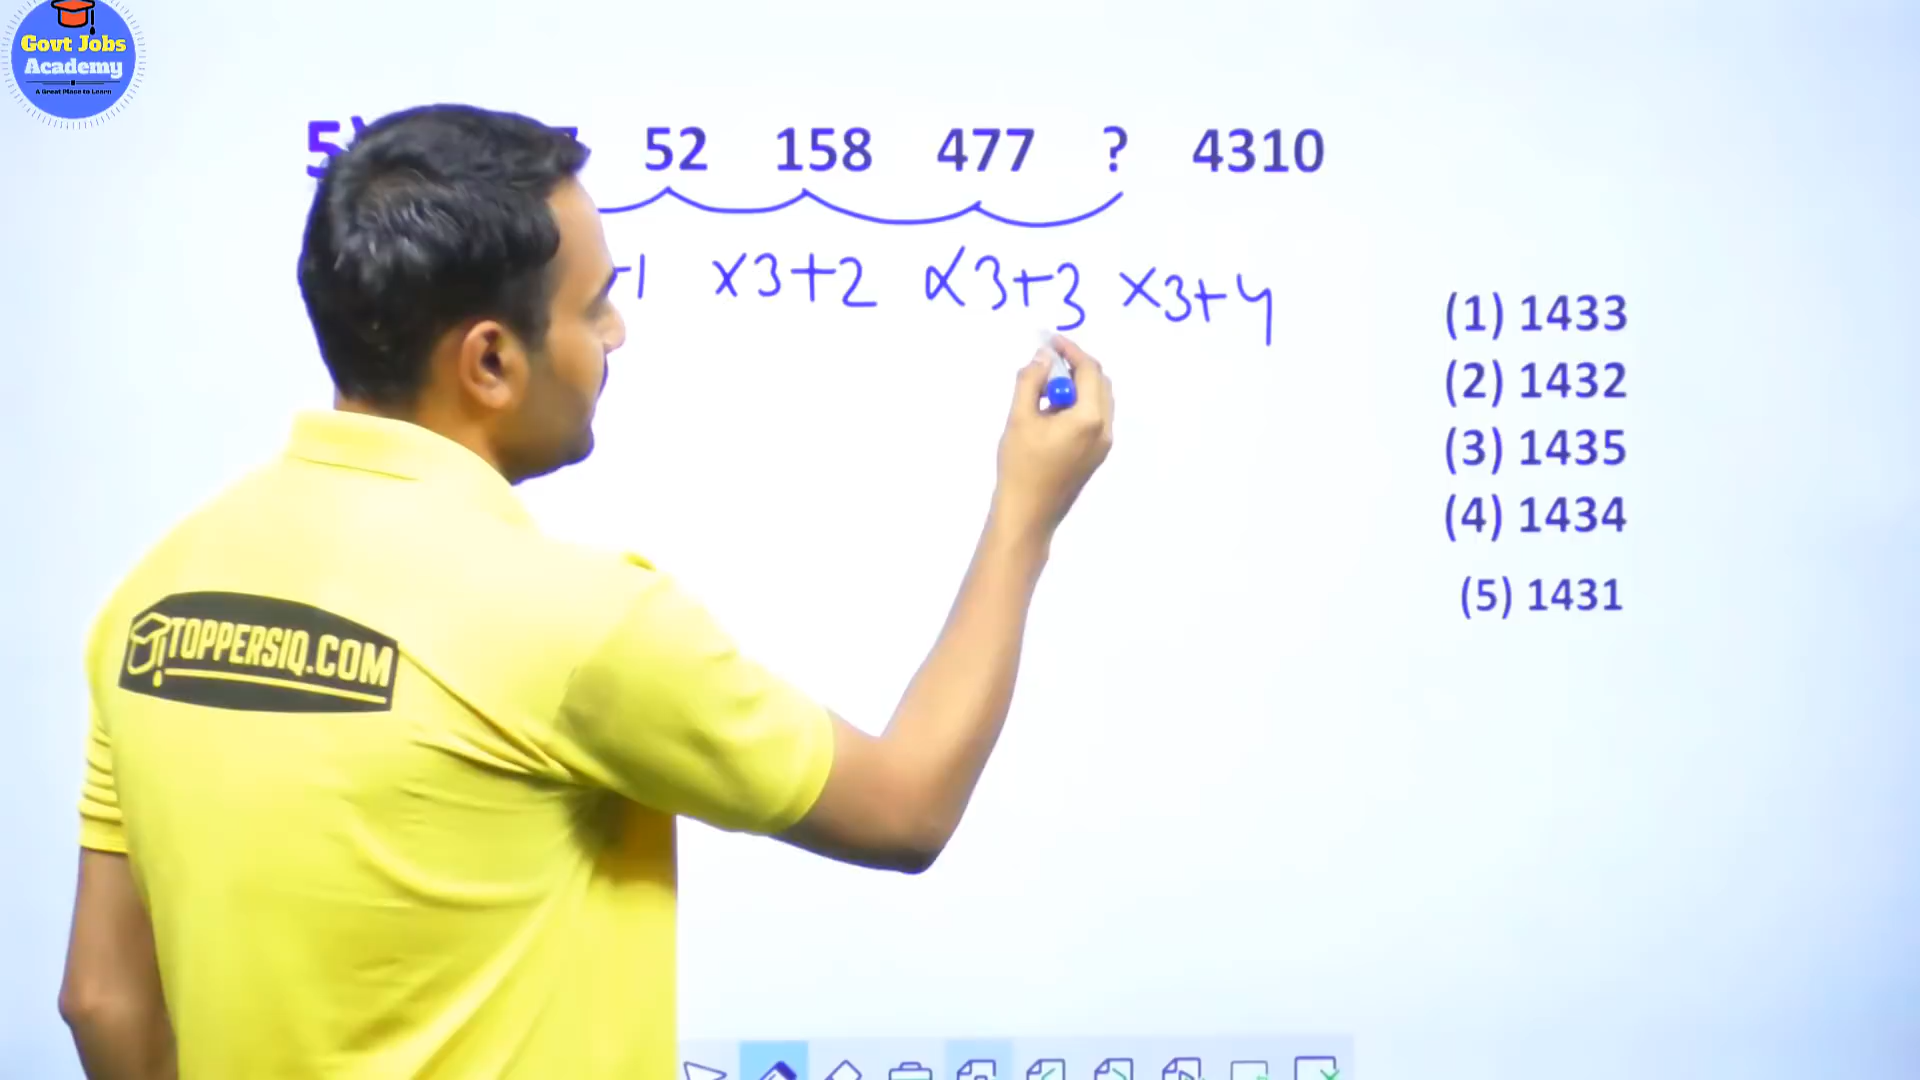 Govt Jobs
Academy
A Great Place to Learn
5) 52 158 477 ? 4310
-1 x3+2 x3+3 x3+4
(1) 1433
(2) 1432
(3) 1435
(4) 1434
(5) 1431
TOPPERSIQ.COM